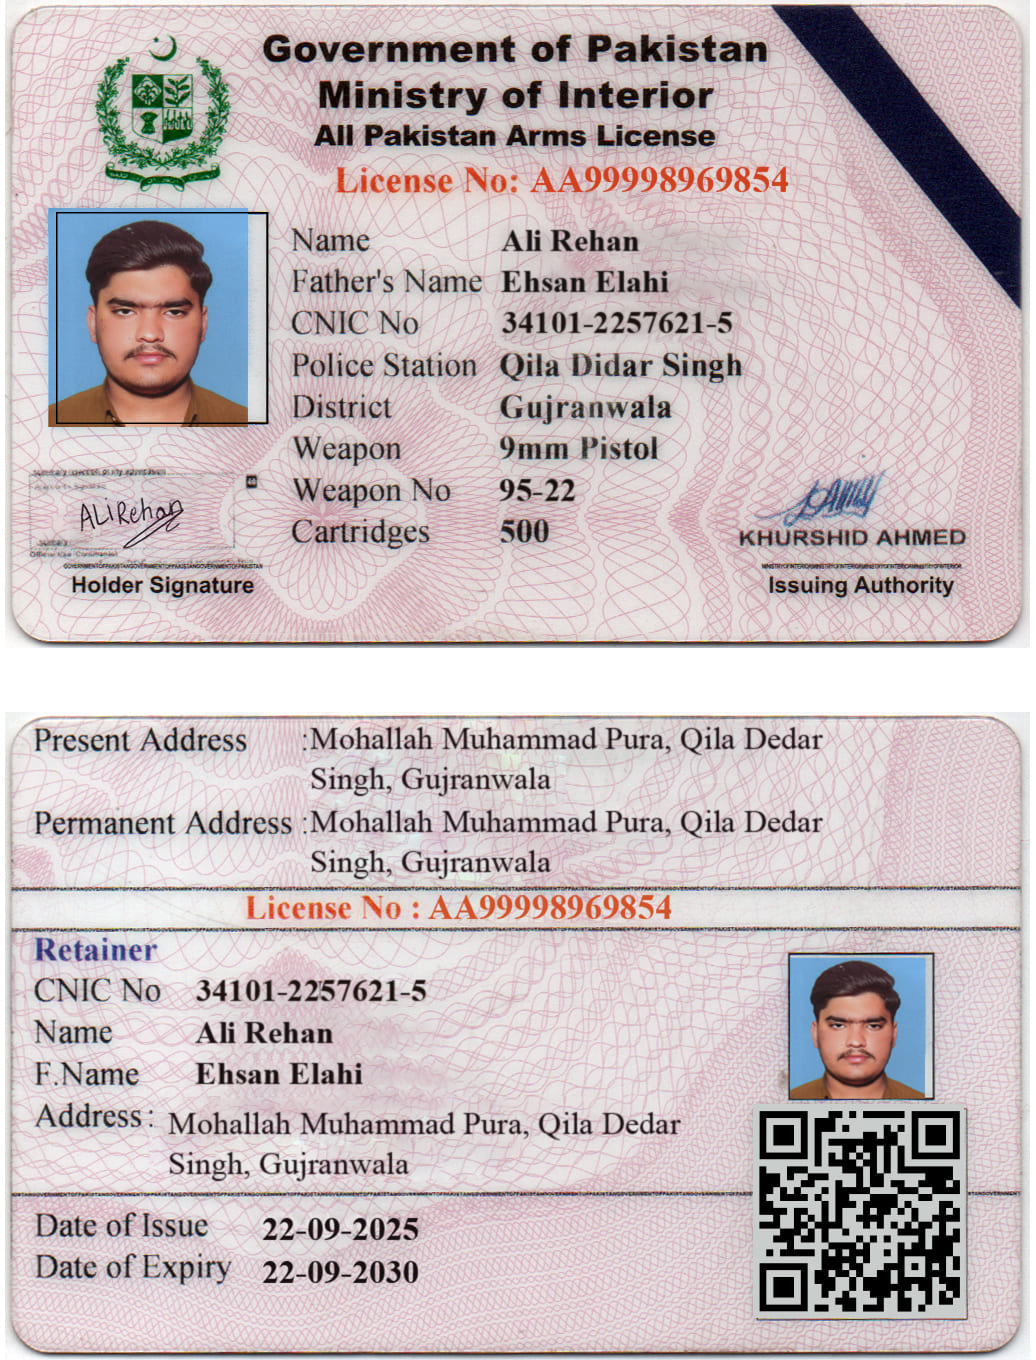 Government of Pakistan
Ministry of Interior
All Pakistan Arms License
License No: AA99998969854
Name Ali Rehan
Father's Name Ehsan Elahi
CNIC No 34101-2257621-5
Police Station Qila Didar Singh
District Gujranwala
Weapon 9mm Pistol
Weapon No 95-22
Cartridges 500
ALiRehan
Holder Signature
KHURSHID AHMED
Issuing Authority
Present Address :Mohallah Muhammad Pura, Qila Dedar
Singh, Gujranwala
Permanent Address :Mohallah Muhammad Pura, Qila Dedar
Singh, Gujranwala
License No : AA99998969854
Retainer
CNIC No 34101-2257621-5
Name Ali Rehan
F.Name Ehsan Elahi
Address : Mohallah Muhammad Pura, Qila Dedar
Singh, Gujranwala
Date of Issue 22-09-2025
Date of Expiry 22-09-2030